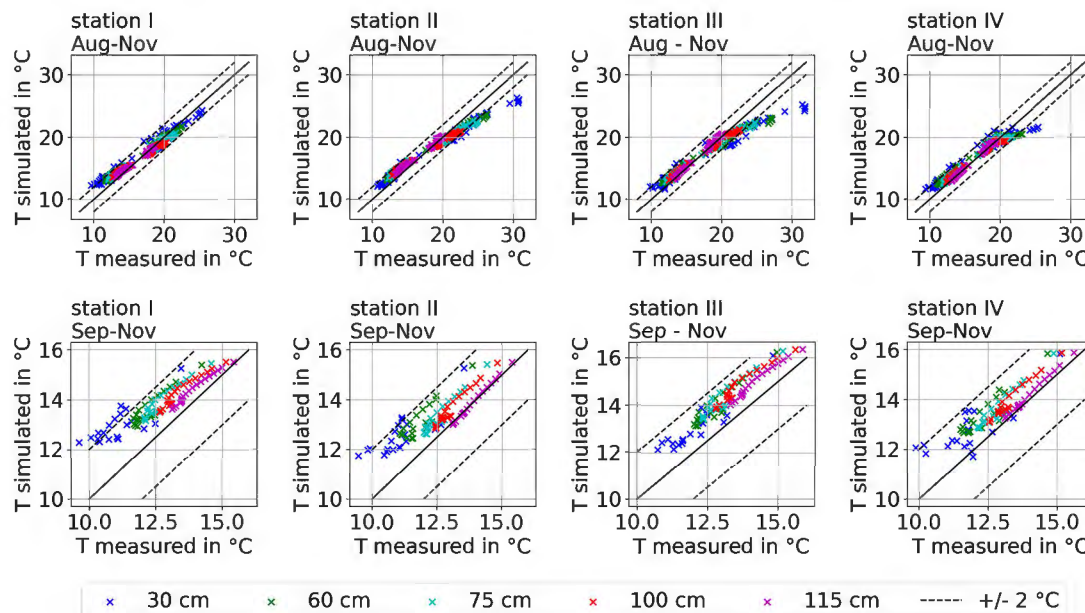 station I
Aug-Nov
station II
Aug-Nov
station III
Aug - Nov
station IV
Aug-Nov
T simulated in °C
30
20
10
10 20 30
T measured in °C
T simulated in °C
30
20
10
10 20 30
T measured in °C
T simulated in °C
30
20
10
10 20 30
T measured in °C
T simulated in °C
30
20
10
10 20 30
T measured in °C
station I
Sep-Nov
station II
Sep-Nov
station III
Sep - Nov
station IV
Sep-Nov
T simulated in °C
16
14
12
10
10.0 12.5 15.0
T measured in °C
T simulated in °C
16
14
12
10
10.0 12.5 15.0
T measured in °C
T simulated in °C
16
14
12
10
10.0 12.5 15.0
T measured in °C
T simulated in °C
16
14
12
10
10.0 12.5 15.0
T measured in °C
30 cm 60 cm 75 cm 100 cm 115 cm +/- 2 °C